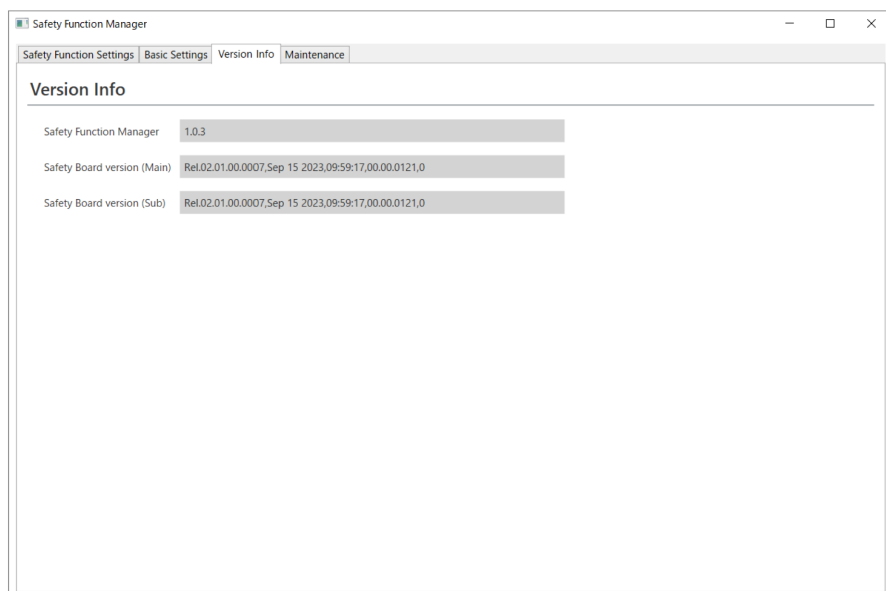 Safety Function Manager
Safety Function Settings Basic Settings Version Info Maintenance
Version Info
Safety Function Manager 1.0.3
Safety Board version (Main) Rel.02.01.00.0007,Sep 15 2023,09:59:17,00.00.0121,0
Safety Board version (Sub) Rel.02.01.00.0007,Sep 15 2023,09:59:17,00.00.0121,0